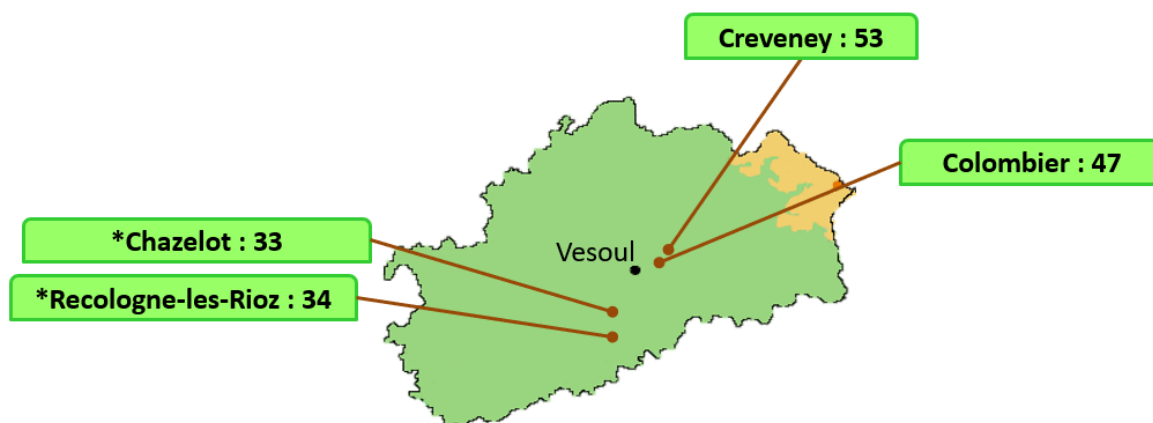 Creveney : 53
Colombier : 47
*Chazelot : 33
Vesoul
*Recologne-les-Rioz : 34